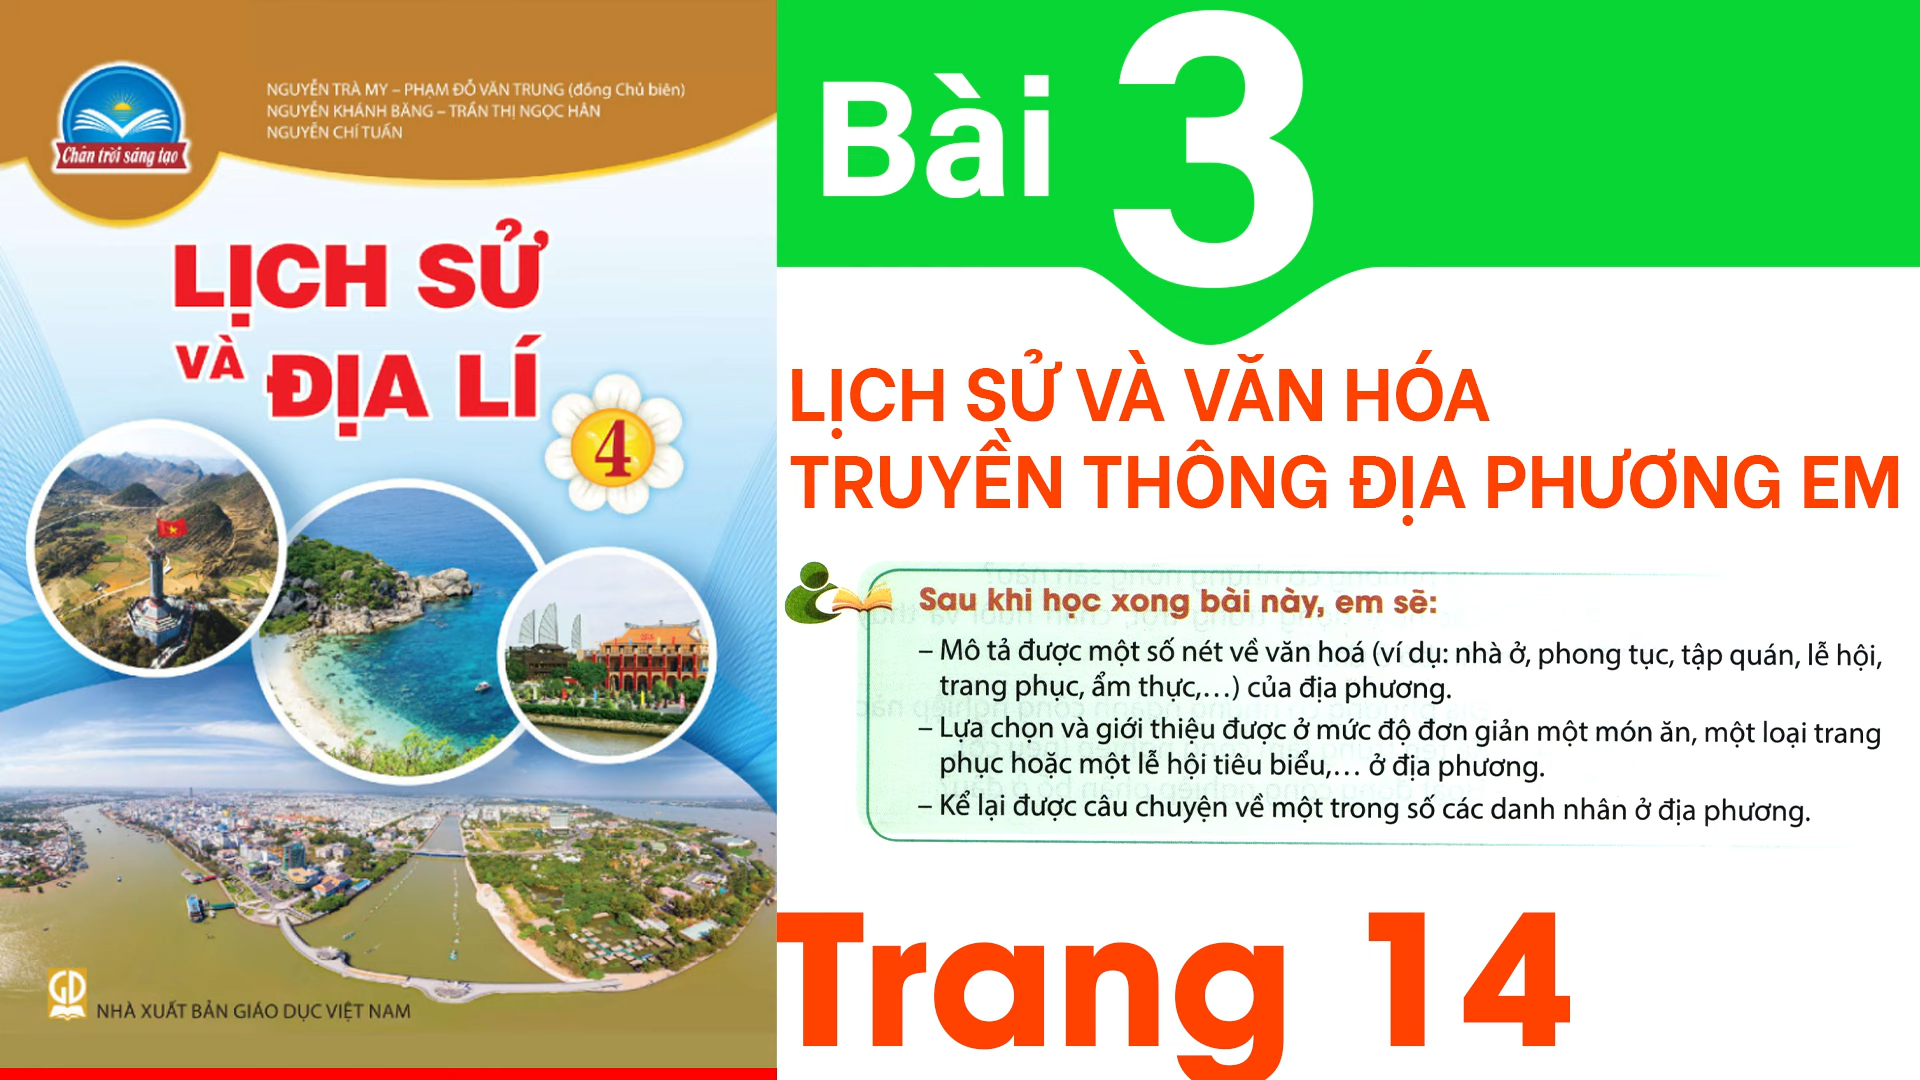 NGUYỄN TRÀ MY – PHẠM ĐỖ VĂN TRUNG (đồng Chủ biên)
NGUYỄN KHÁNH BĂNG – TRẦN THỊ NGỌC HÂN
NGUYỄN CHÍ TUẤN
Chân trời sáng tạo
LỊCH SỬ
VÀ ĐỊA LÍ
4
GD
NHÀ XUẤT BẢN GIÁO DỤC VIỆT NAM
Bài 3
LỊCH SỬ VÀ VĂN HÓA
TRUYỀN THÔNG ĐỊA PHƯƠNG EM
Sau khi học xong bài này, em sẽ:
– Mô tả được một số nét về văn hoá (ví dụ: nhà ở, phong tục, tập quán, lễ hội,
trang phục, ẩm thực,...) của địa phương.
– Lựa chọn và giới thiệu được ở mức độ đơn giản một món ăn, một loại trang
phục hoặc một lễ hội tiêu biểu,... ở địa phương.
– Kể lại được câu chuyện về một trong số các danh nhân ở địa phương.
Trang 14